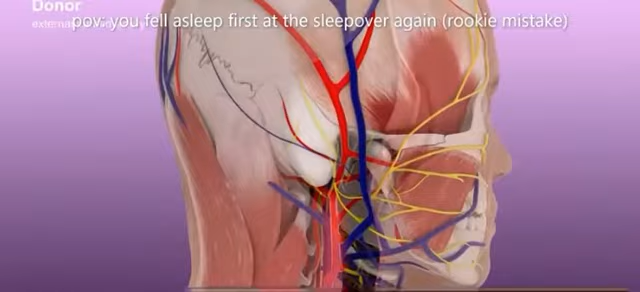 Donor
pov: you fell asleep first at the sleepover again (rookie mistake)